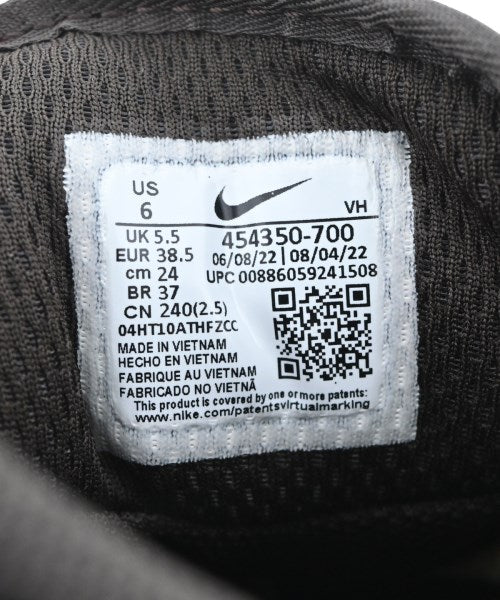 US
6
VH
UK 5.5
EUR 38.5
cm 24
BR 37
CN 240(2.5)
454350-700
06/08/22 | 08/04/22
UPC 00886059241508
04HT10ATHFZCC
MADE IN VIETNAM
HECHO EN VIETNAM
FABRIQUE AU VIETNAM
FABRICADO NO VIETNÃ
This product is covered by one or more patents:
www.nike.com/patentsvirtualmarking